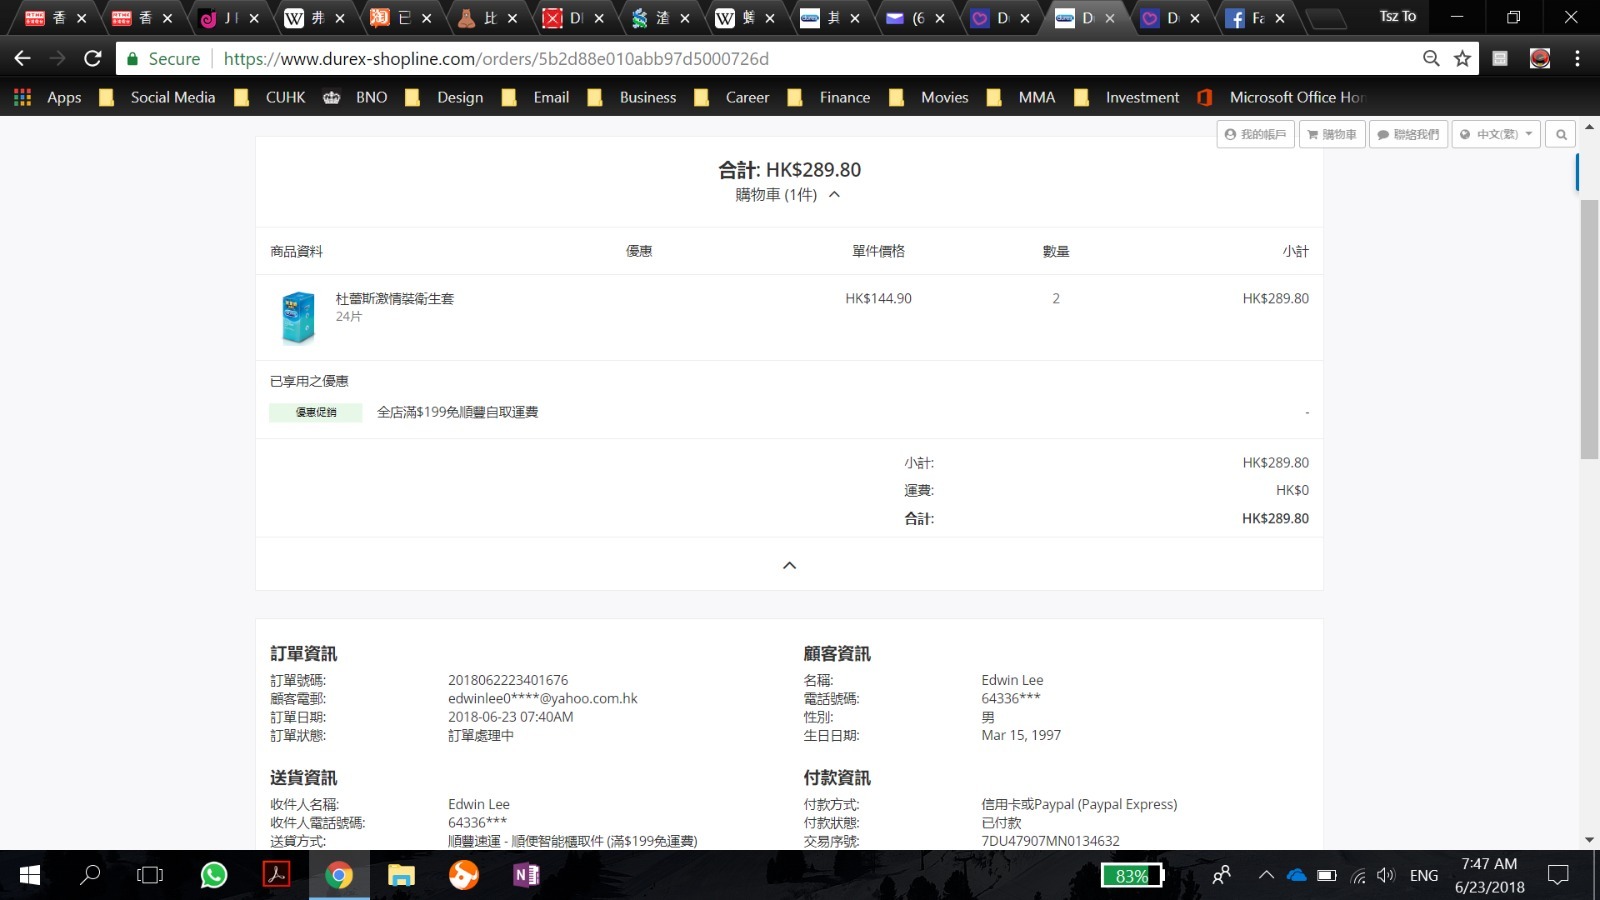 Tsz To
Secure
https://www.durex-shopline.com/orders/5b2d88e010abb97d5000726d
Apps
Social Media
CUHK
BNO
Design
Email
Business
Career
Finance
Movies
MMA
Investment
Microsoft Office Hom
我的帳戶
購物車
聯絡我們
中文(繁)
合計: HK$289.80
購物車 (1件)
商品資料 優惠 單件價格 數量 小計
杜蕾斯激情裝衛生套 HK$144.90 2 HK$289.80
24片
已享用之優惠
優惠促銷 全店滿$199免順豐自取運費 -
小計: HK$289.80
運費: HK$0
合計: HK$289.80
訂單資訊
訂單號碼: 2018062223401676
顧客電郵: edwinlee0****@yahoo.com.hk
訂單日期: 2018-06-23 07:40AM
訂單狀態: 訂單處理中
顧客資訊
名稱: Edwin Lee
電話號碼: 64336***
性別: 男
生日日期: Mar 15, 1997
送貨資訊
收件人名稱: Edwin Lee
收件人電話號碼: 64336***
送貨方式: 順豐速運 - 順便智能櫃取件 (滿$199免運費)
付款資訊
付款方式: 信用卡或Paypal (Paypal Express)
付款狀態: 已付款
交易序號: 7DU47907MN0134632
83%
ENG
7:47 AM
6/23/2018